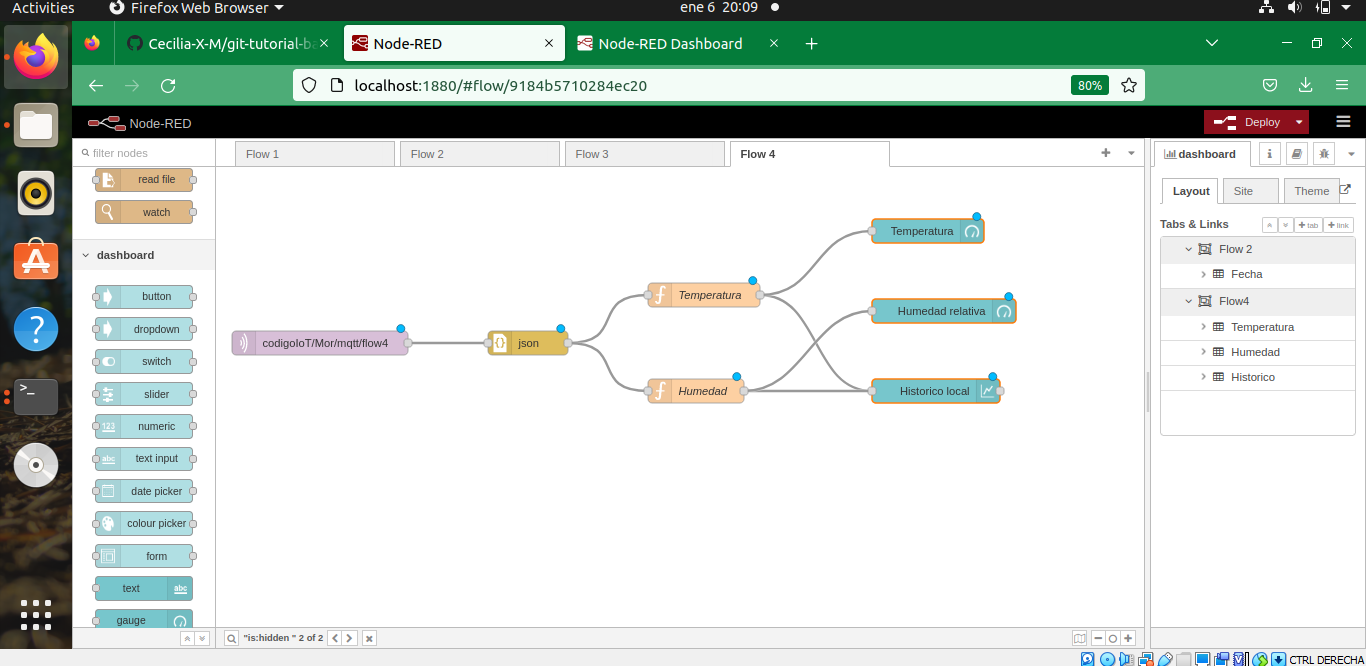 Activities
Firefox Web Browser
ene 6 20:09
Cecilia-X-M/git-tutorial-ba
Node-RED
Node-RED Dashboard
localhost:1880/#flow/9184b5710284ec20
80%
Node-RED
Deploy
filter nodes
Flow 1
Flow 2
Flow 3
Flow 4
dashboard
read file
watch
dashboard
button
dropdown
switch
slider
123
numeric
abc
text input
date picker
colour picker
form
text
abc
gauge
codigoIoT/Mor/mqtt/flow4
json
Temperatura
Humedad
Temperatura
Humedad relativa
Historico local
Layout
Site
Theme
Tabs & Links
tab
link
Flow 2
Fecha
Flow4
Temperatura
Humedad
Historico
"is:hidden " 2 of 2
CTRL DERECHA